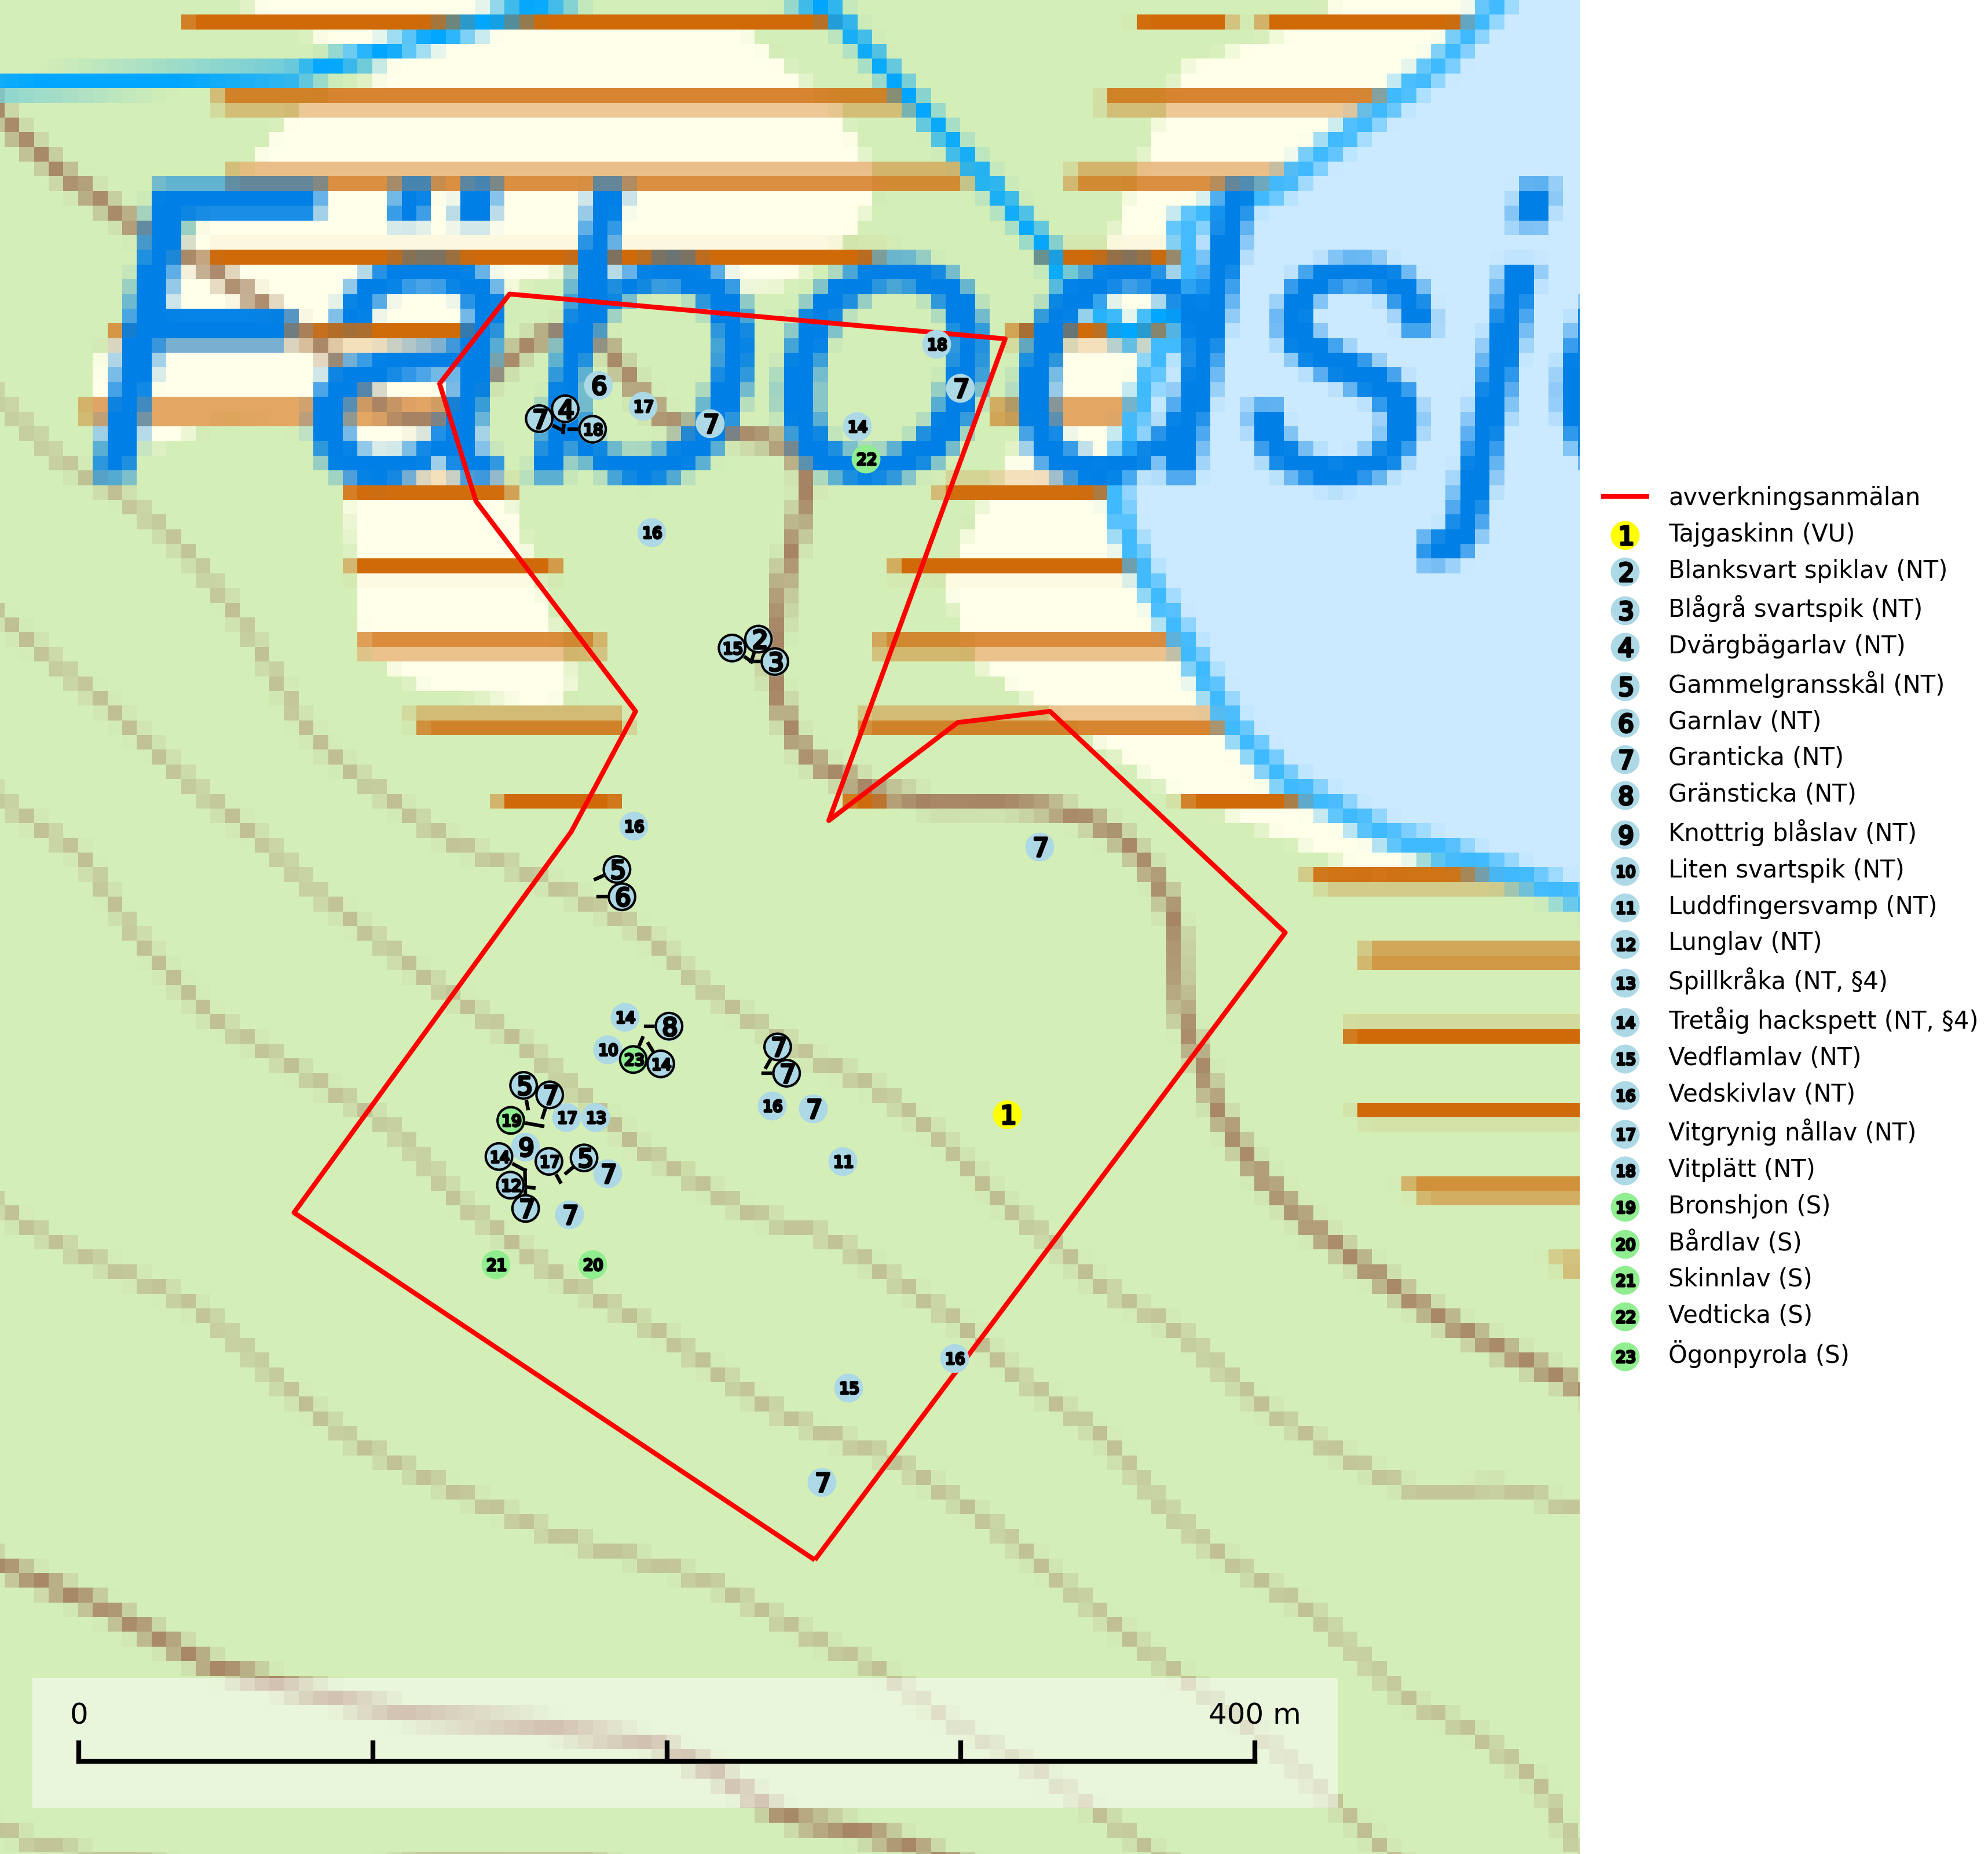 Fäbodsj
18
6
7
17
7
4
7
18
14
22
16
2
15
3
16
7
5
6
14
8
10
23
14
7
7
5
7
16
7
19
17
13
1
9
14
17
5
11
7
12
7
7
21
20
16
15
7
0
400 m
avverkningsanmälan
1 Tajgaskinn (VU)
2 Blanksvart spiklav (NT)
3 Blågrå svartspik (NT)
4 Dvärgbägarlav (NT)
5 Gammelgransskål (NT)
6 Garnlav (NT)
7 Granticka (NT)
8 Gränsticka (NT)
9 Knottrig blåslav (NT)
10 Liten svartspik (NT)
11 Luddfingersvamp (NT)
12 Lunglav (NT)
13 Spillkråka (NT, §4)
14 Tretåig hackspett (NT, §4)
15 Vedflamlav (NT)
16 Vedskivlav (NT)
17 Vitgrynig nållav (NT)
18 Vitplätt (NT)
19 Bronshjon (S)
20 Bårdlav (S)
21 Skinnlav (S)
22 Vedticka (S)
23 Ögonpyrola (S)